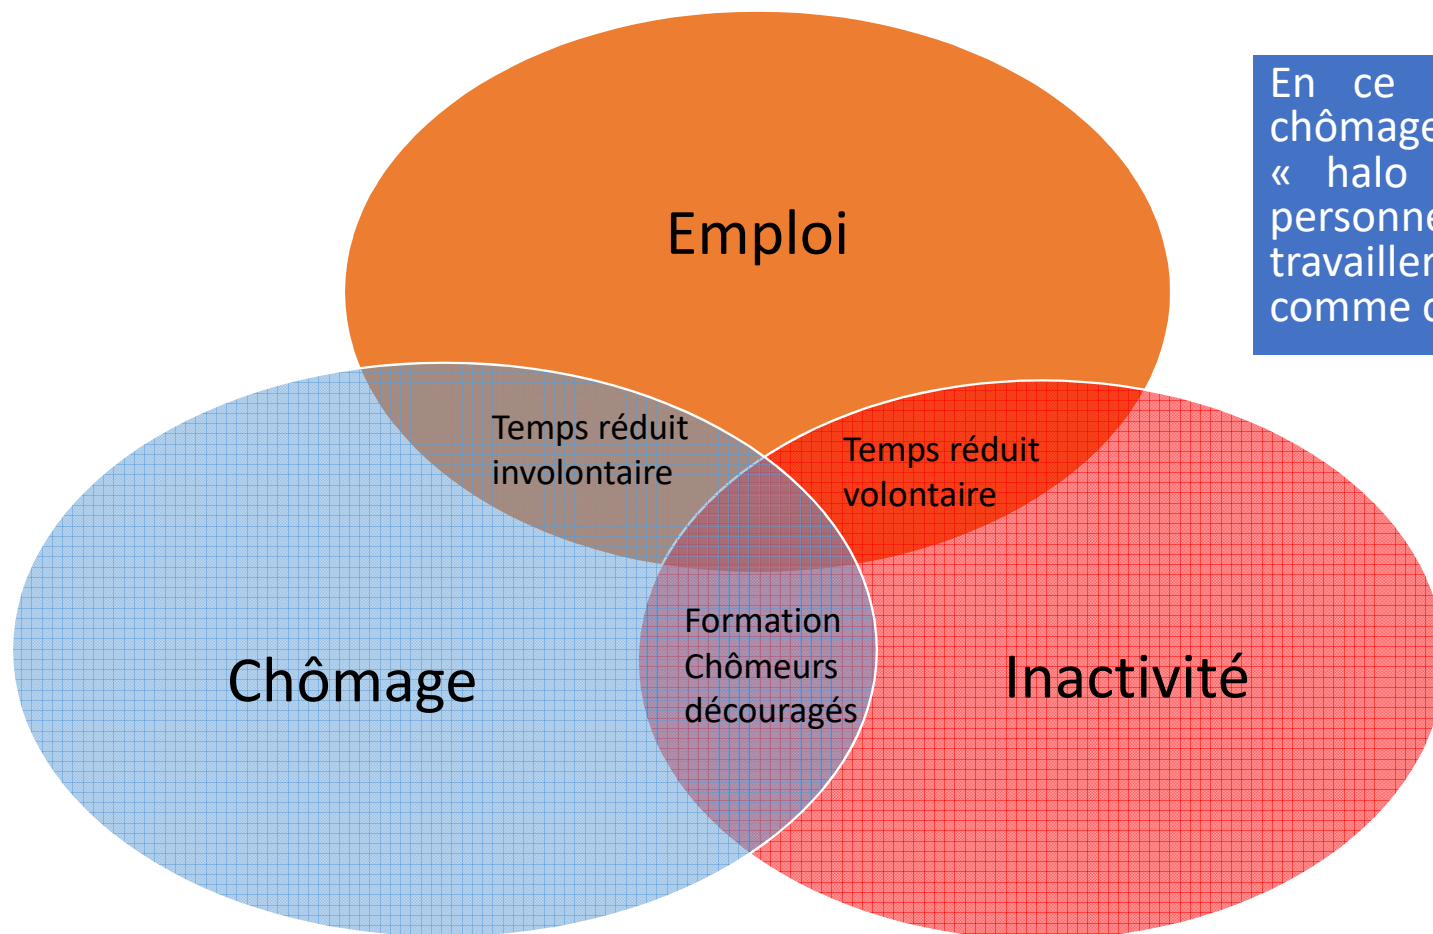 Emploi
En ce
chômage
« halo
personne
travailler
comme
Temps réduit
involontaire
Temps réduit
volontaire
Formation
Chômeurs
découragés
Chômage
Inactivité